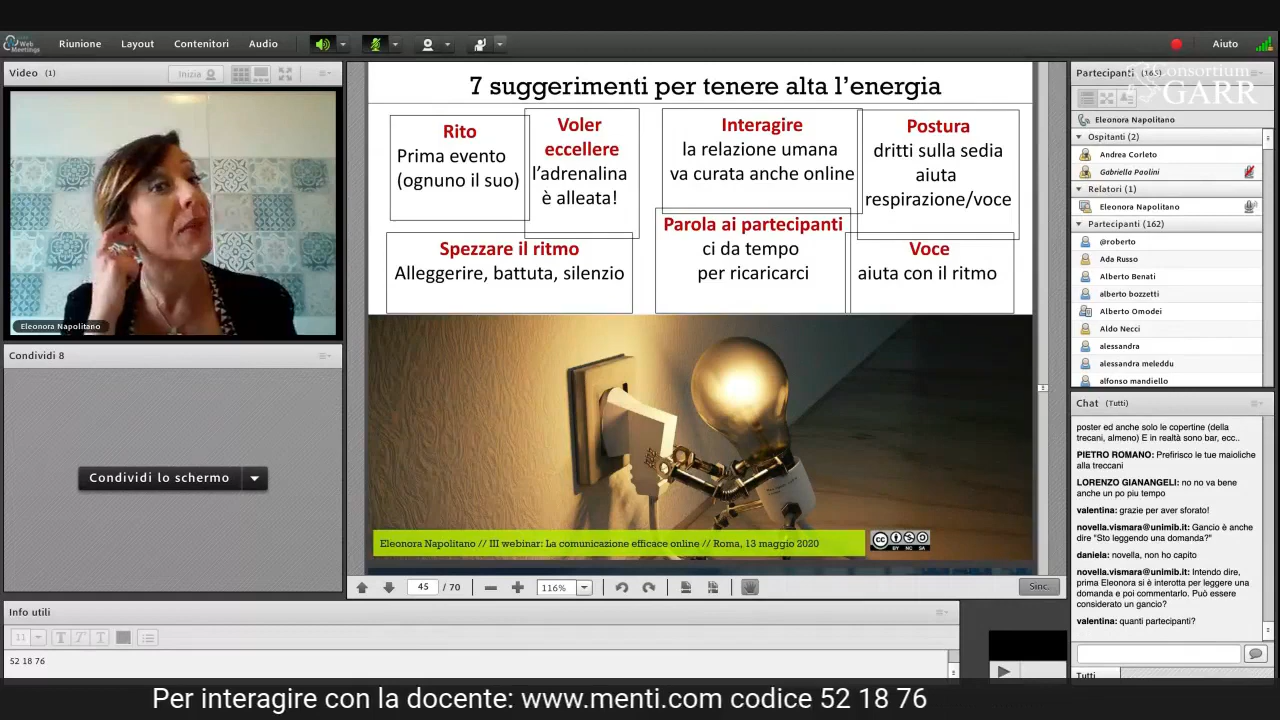 Web
Meetings
Riunione
Layout
Contenitori
Audio
Aiuto
Video (1)
Inizia
Eleonora Napolitano
Condividi 8
Condividi lo schermo
7 suggerimenti per tenere alta l’energia
Rito
Prima evento
(ognuno il suo)
Voler
eccellere
l’adrenalina
è alleata!
Interagire
la relazione umana
va curata anche online
Postura
dritti sulla sedia
aiuta
respirazione/voce
Spezzare il ritmo
Alleggerire, battuta, silenzio
Parola ai partecipanti
ci da tempo
per ricaricarci
Voce
aiuta con il ritmo
Eleonora Napolitano // III webinar: La comunicazione efficace online // Roma, 13 maggio 2020
CC BY NC SA
45 / 70
116%
Sinc.
Partecipanti
Consortium
GARR
Eleonora Napolitano
Ospitanti (2)
Andrea Corleto
Gabriella Paolini
Relatori (1)
Eleonora Napolitano
Partecipanti (162)
@roberto
Ada Russo
Alberto Benati
alberto bozzetti
Alberto Omodei
Aldo Necci
alessandra
alessandra meleddu
alfonso mandiello
Chat (Tutti)
poster ed anche solo le copertine (della
trecani, almeno) E in realtà sono bar, ecc..
PIETRO ROMANO: Prefirisco le tue maioliche
alla treccani
LORENZO GIANANGELI: no no va bene
anche un po piu tempo
valentina: grazie per aver sforato!
novella.vismara@unimib.it: Gancio è anche
dire "Sto leggendo una domanda?"
daniela: novella, non ho capito
novella.vismara@unimib.it: Intendo dire,
prima Eleonora si è interrotta per leggere una
domanda e poi commentarlo. Può essere
considerato un gancio?
valentina: quanti partecipanti?
Tutti
Info utili
11
52 18 76
Per interagire con la docente: www.menti.com codice 52 18 76